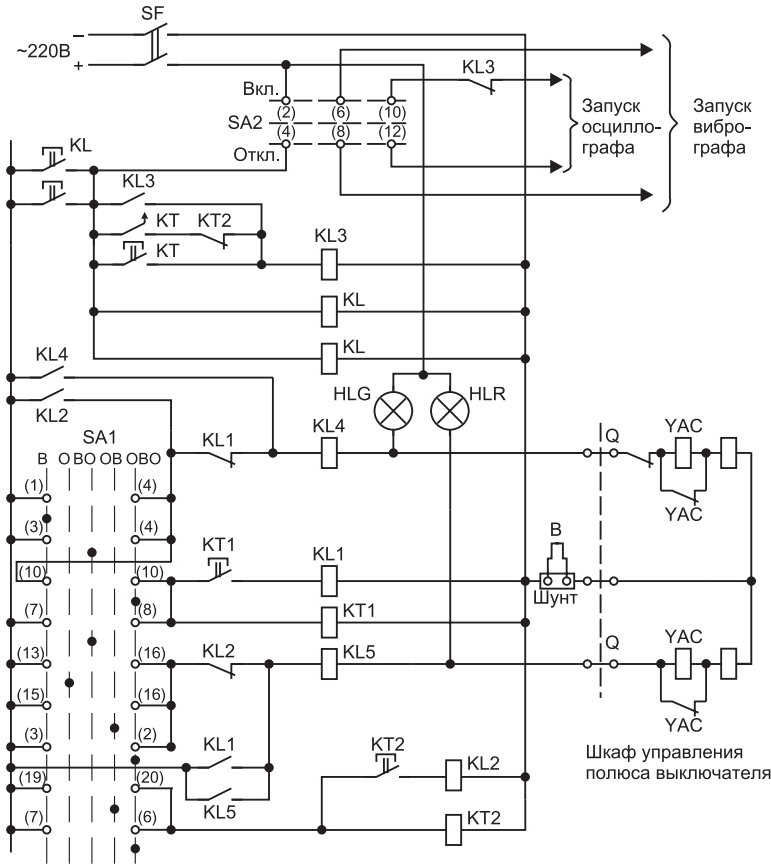 SF
−
~220В
+
KL3
Вкл.
(2) (6) (10)
SA2
(4) (8) (12)
Откл.
Запуск
осцилло-
графа
Запуск
вибро-
графа
KL
KL3
KT KT2
KT
KL3
KL
KL
KL4
KL2
HLG HLR
SA1
В О ВО ОВ ОВО
KL1 KL4
Q YAC
YAC
(1) (4)
(3) (4)
(10) (10)
KT1 KL1
В
Шунт
(7) (8)
KT1
(13) (16)
KL2 KL5
Q YAC
YAC
(15) (16)
(3) (2)
KL1
KT2
KL2
(19) (20)
KL5
(7) (6)
KT2
Шкаф управления
полюса выключателя